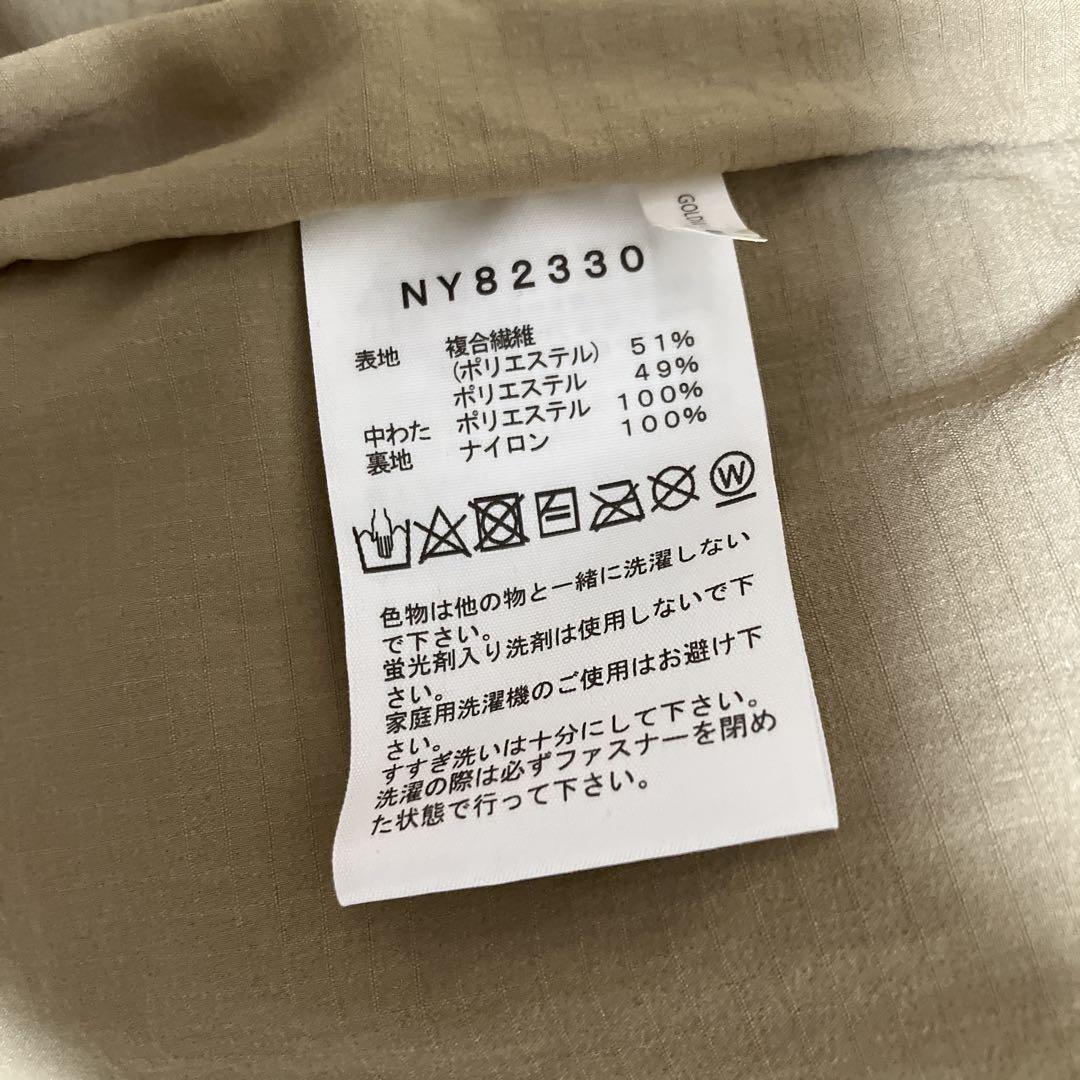 GOLDW
NY82330
表地 複合繊維
(ポリエステル) 51%
ポリエステル 49%
中わた ポリエステル 100%
裏地 ナイロン 100%
W
色物は他の物と一緒に洗濯しない
で下さい。
蛍光剤入り洗剤は使用しないで下
さい。
家庭用洗濯機のご使用はお避け下
さい。
すすぎ洗いは十分にして下さい。
洗濯の際は必ずファスナーを閉め
た状態で行って下さい。